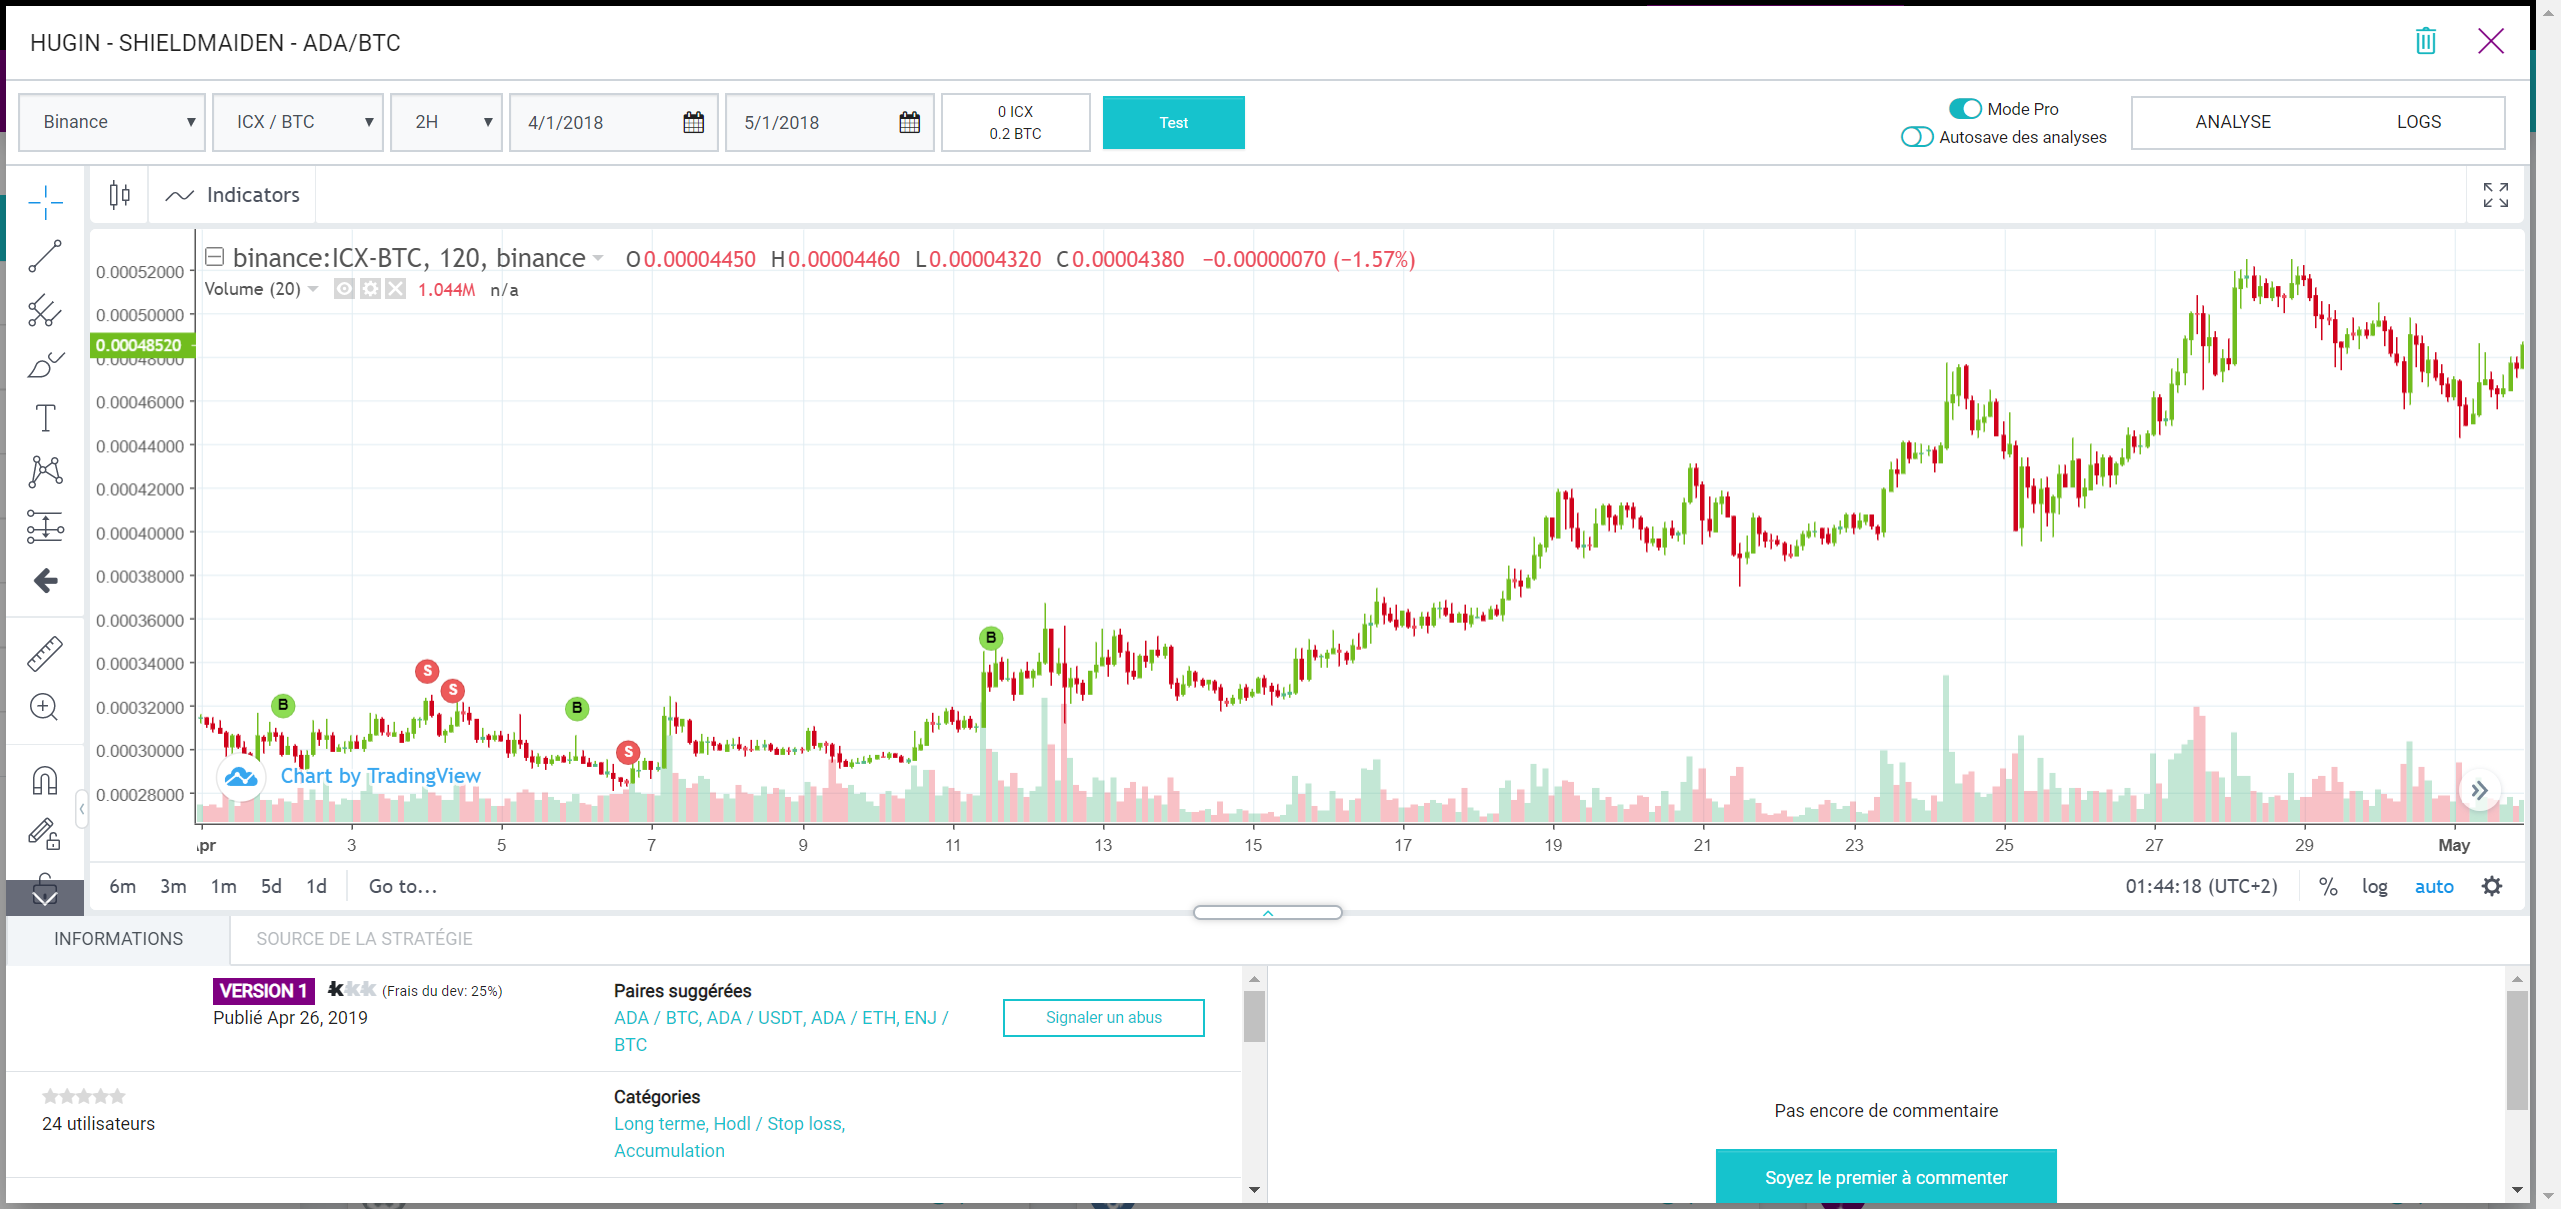 HUGIN - SHIELDMAIDEN - ADA/BTC
Binance
ICX / BTC
2H
4/1/2018
5/1/2018
0 ICX
0.2 BTC
Test
Mode Pro
Autosave des analyses
ANALYSE
LOGS
Indicators
binance:ICX-BTC, 120, binance O0.00004450 H0.00004460 L0.00004320 C0.00004380 −0.00000070 (−1.57%)
Volume (20) 1.044M n/a
0.00052000
0.00050000
0.00048520
0.00048000
0.00046000
0.00044000
0.00042000
0.00040000
0.00038000
0.00036000
0.00034000
0.00032000
0.00030000
0.00028000
B
S
S
B
S
B
Chart by TradingView
Apr 3 5 7 9 11 13 15 17 19 21 23 25 27 29 May
6m 3m 1m 5d 1d Go to... 01:44:18 (UTC+2) % log auto
INFORMATIONS
SOURCE DE LA STRATÉGIE
VERSION 1 (Frais du dev: 25%)
Publié Apr 26, 2019
Paires suggérées
ADA / BTC, ADA / USDT, ADA / ETH, ENJ /
BTC
Signaler un abus
24 utilisateurs
Catégories
Long terme, Hodl / Stop loss,
Accumulation
Pas encore de commentaire
Soyez le premier à commenter